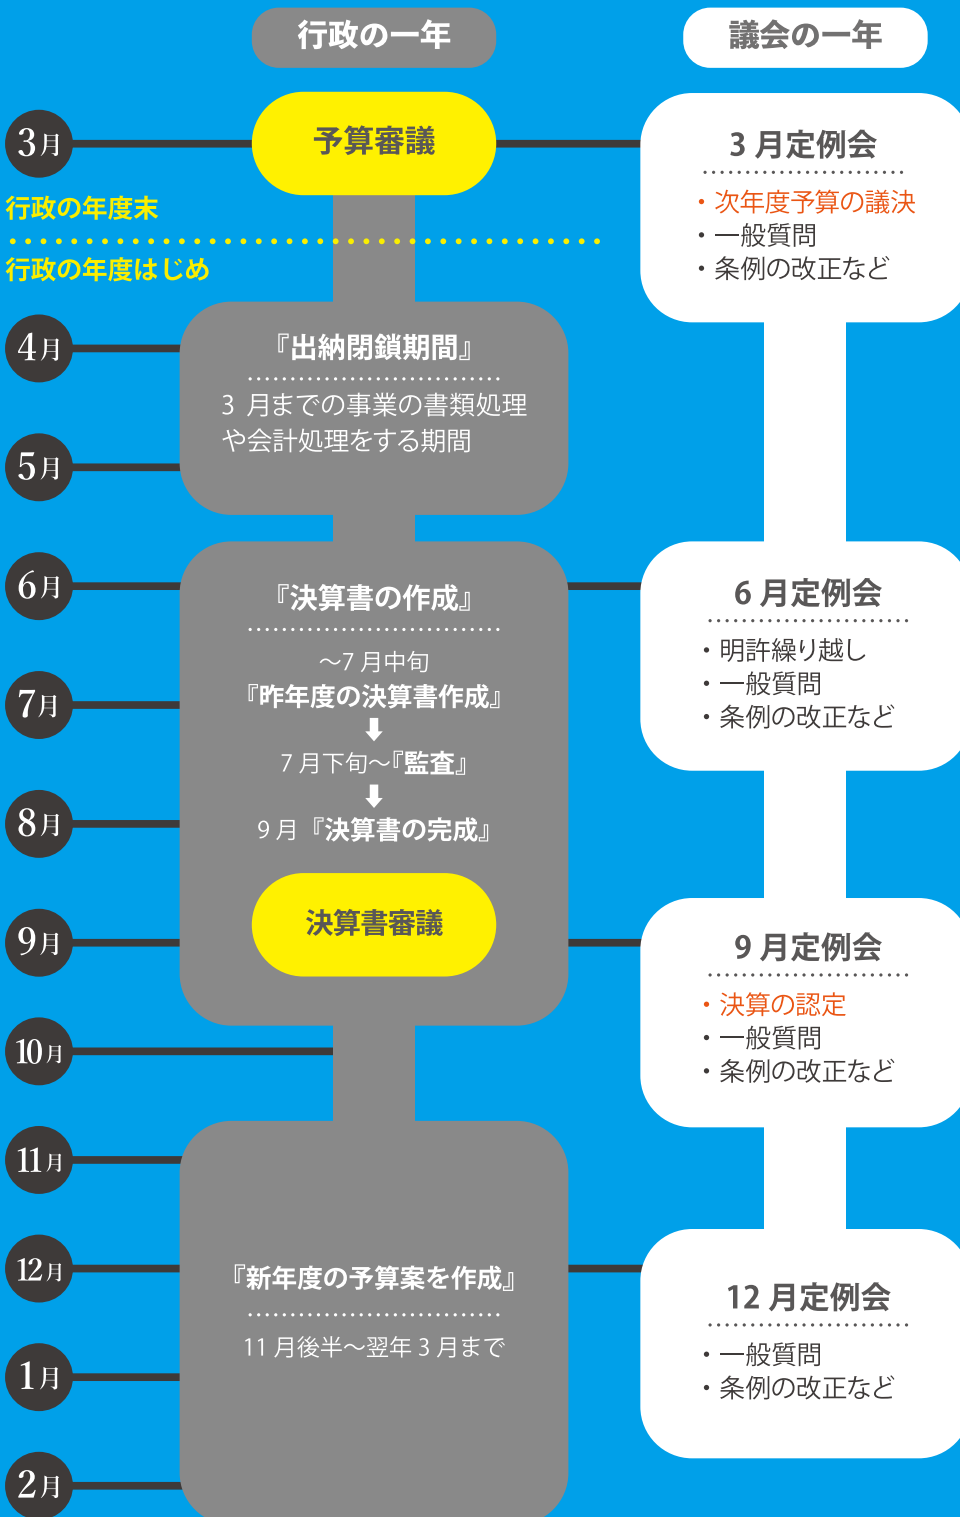 行政の一年
議会の一年
3月
予算審議
3 月定例会
・次年度予算の議決
・一般質問
・条例の改正など
行政の年度末
行政の年度はじめ
4月
『出納閉鎖期間』
3 月までの事業の書類処理
や会計処理をする期間
5月
6月
『決算書の作成』
～7 月中旬
『昨年度の決算書作成』
7 月下旬～『監査』
9 月『決算書の完成』
6 月定例会
・明許繰り越し
・一般質問
・条例の改正など
7月
8月
決算書審議
9月
9 月定例会
・決算の認定
・一般質問
・条例の改正など
10月
11月
12月
『新年度の予算案を作成』
11 月後半～翌年 3 月まで
12 月定例会
・一般質問
・条例の改正など
1月
2月